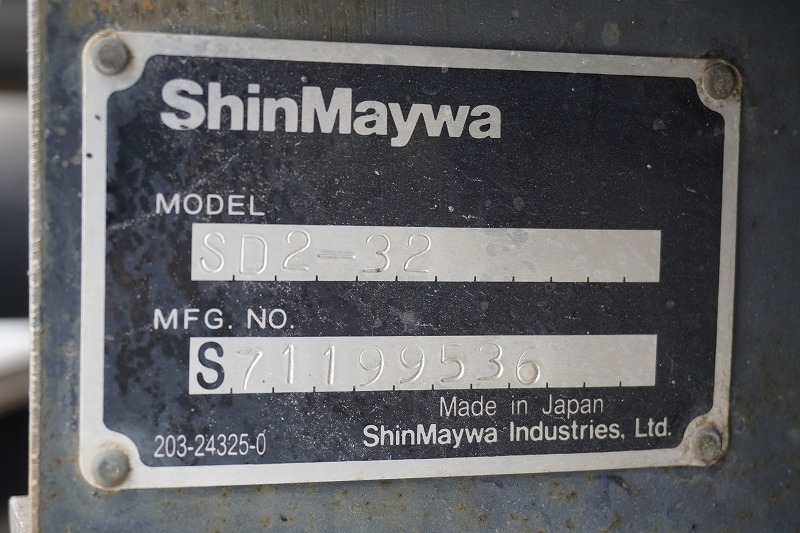 ShinMaywa
MODEL
SD2-32
MFG. NO.
S71199536
Made in Japan
203-24325-0
ShinMaywa Industries, Ltd.